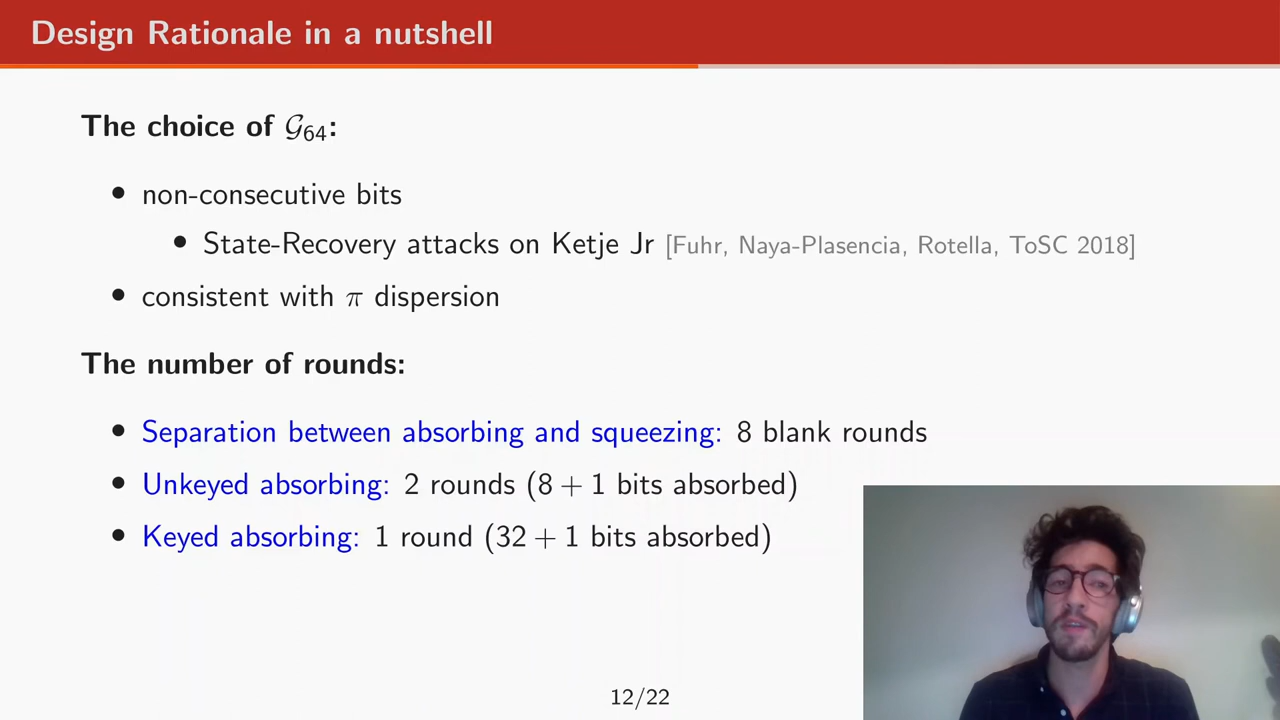 Design Rationale in a nutshell
The choice of 𝒢₆₄:
• non-consecutive bits
• State-Recovery attacks on Ketje Jr [Fuhr, Naya-Plasencia, Rotella, ToSC 2018]
• consistent with π dispersion
The number of rounds:
• Separation between absorbing and squeezing: 8 blank rounds
• Unkeyed absorbing: 2 rounds (8 + 1 bits absorbed)
• Keyed absorbing: 1 round (32 + 1 bits absorbed)
12/22